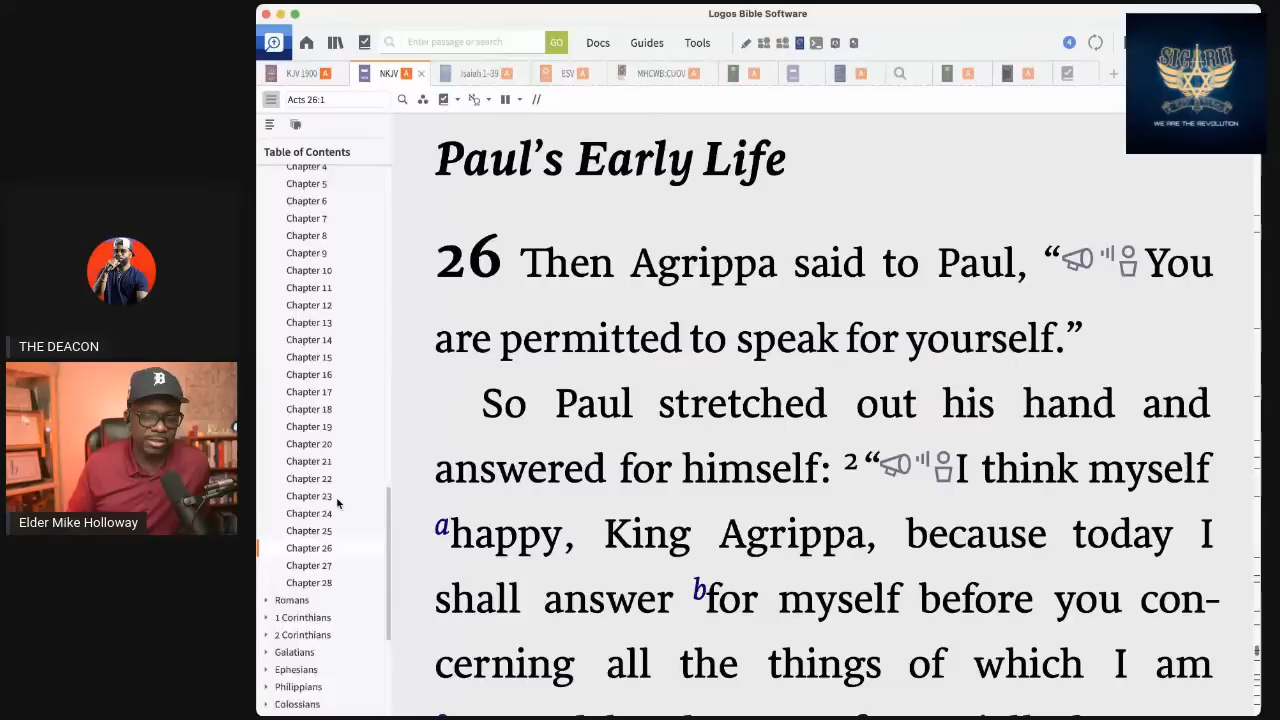 Logos Bible Software
Enter passage or search
GO
Docs
Guides
Tools
4
KJV 1900 A
NKJV A
Isaiah 1–39 A
ESV A
MHCWB:CUOV A
A
A
A
A
Acts 26:1
Table of Contents
Chapter 4
Chapter 5
Chapter 6
Chapter 7
Chapter 8
Chapter 9
Chapter 10
Chapter 11
Chapter 12
Chapter 13
Chapter 14
Chapter 15
Chapter 16
Chapter 17
Chapter 18
Chapter 19
Chapter 20
Chapter 21
Chapter 22
Chapter 23
Chapter 24
Chapter 25
Chapter 26
Chapter 27
Chapter 28
Romans
1 Corinthians
2 Corinthians
Galatians
Ephesians
Philippians
Colossians
Paul’s Early Life
26 Then Agrippa said to Paul, “You
are permitted to speak for yourself.”
So Paul stretched out his hand and
answered for himself: 2 “I think myself
a happy, King Agrippa, because today I
shall answer b for myself before you con-
cerning all the things of which I am
SICARII
WE ARE THE REVOLUTION
THE DEACON
Elder Mike Holloway